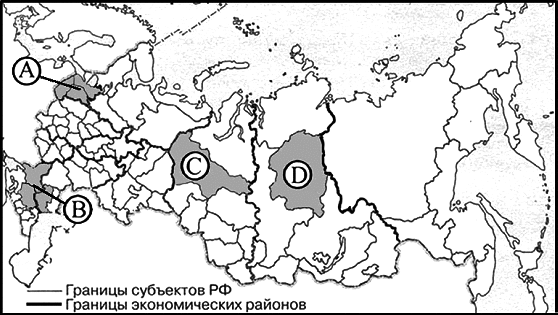 A
B
C
D
Границы субъектов РФ
Границы экономических районов